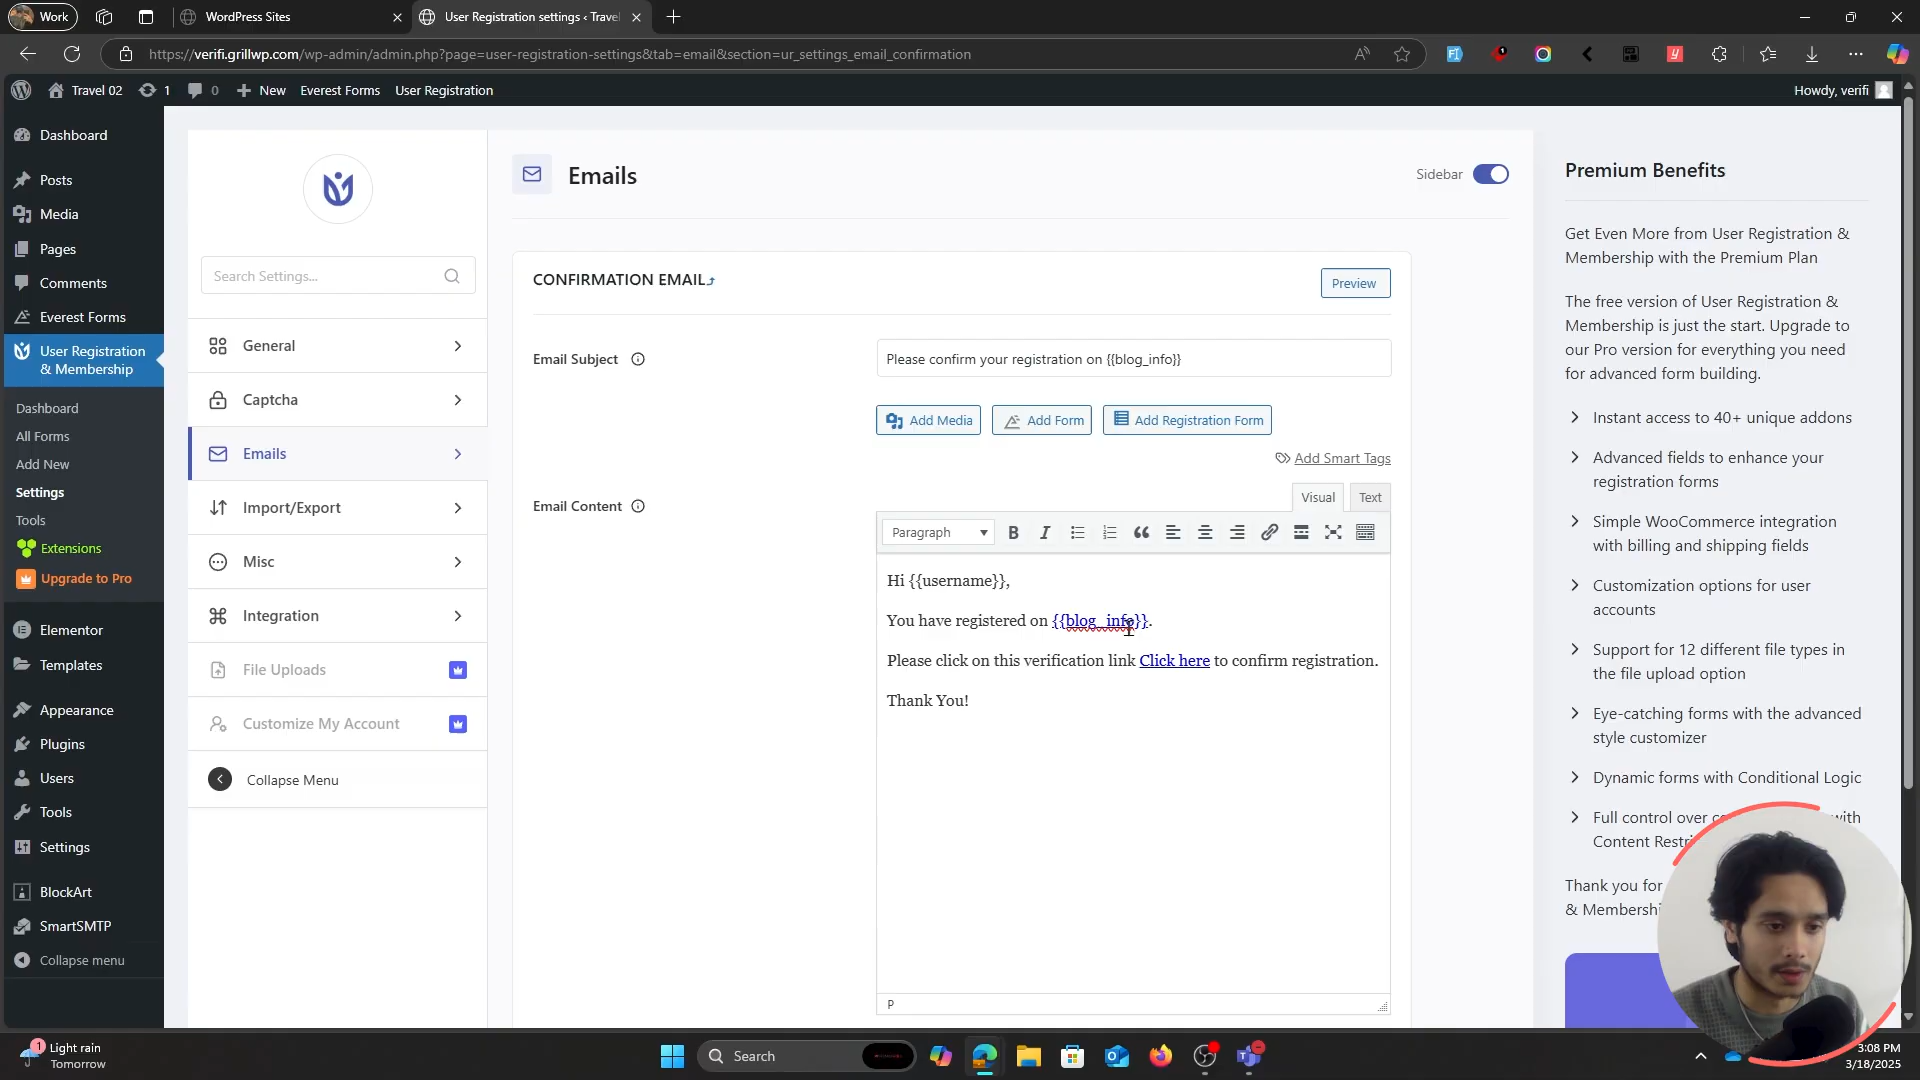 Work
WordPress Sites
User Registration settings ‹ Travel
https://verifi.grillwp.com/wp-admin/admin.php?page=user-registration-settings&tab=email&section=ur_settings_email_confirmation
Travel 02
1
0
New
Everest Forms
User Registration
Howdy, verifi
Dashboard
Posts
Media
Pages
Comments
Everest Forms
User Registration
& Membership
Dashboard
All Forms
Add New
Settings
Tools
Extensions
Upgrade to Pro
Elementor
Templates
Appearance
Plugins
Users
Tools
Settings
BlockArt
SmartSMTP
Collapse menu
Search Settings...
General
Captcha
Emails
Import/Export
Misc
Integration
File Uploads
Customize My Account
Collapse Menu
Emails
Sidebar
CONFIRMATION EMAIL
Preview
Email Subject
Please confirm your registration on {{blog_info}}
Add Media
Add Form
Add Registration Form
Add Smart Tags
Email Content
Visual
Text
Paragraph
Hi {{username}},
You have registered on {{blog_info}}.
Please click on this verification link Click here to confirm registration.
Thank You!
P
Premium Benefits
Get Even More from User Registration &
Membership with the Premium Plan
The free version of User Registration &
Membership is just the start. Upgrade to
our Pro version for everything you need
for advanced form building.
Instant access to 40+ unique addons
Advanced fields to enhance your
registration forms
Simple WooCommerce integration
with billing and shipping fields
Customization options for user
accounts
Support for 12 different file types in
the file upload option
Eye-catching forms with the advanced
style customizer
Dynamic forms with Conditional Logic
Full control over with
Content
Thank you for
&
1
Light rain
Tomorrow
Search
3:08 PM
3/18/2025